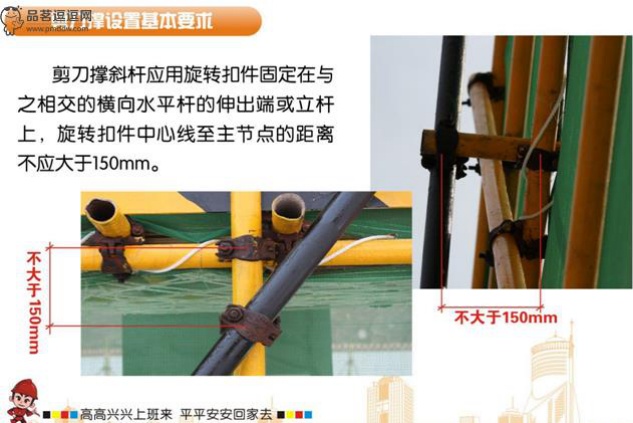 品茗逗逗网
www.pmddw.com
剪刀撑设置基本要求
剪刀撑斜杆应用旋转扣件固定在与
之相交的横向水平杆的伸出端或立杆
上，旋转扣件中心线至主节点的距离
不应大于150mm。
不大于150mm
不大于150mm
高高兴兴上班来 平平安安回家去